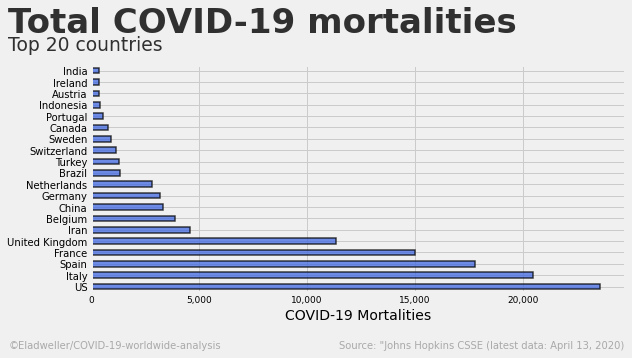 Total COVID-19 mortalities
Top 20 countries
India
Ireland
Austria
Indonesia
Portugal
Canada
Sweden
Switzerland
Turkey
Brazil
Netherlands
Germany
China
Belgium
Iran
United Kingdom
France
Spain
Italy
US
0 5,000 10,000 15,000 20,000
COVID-19 Mortalities
©Eladweller/COVID-19-worldwide-analysis Source: "Johns Hopkins CSSE (latest data: April 13, 2020)